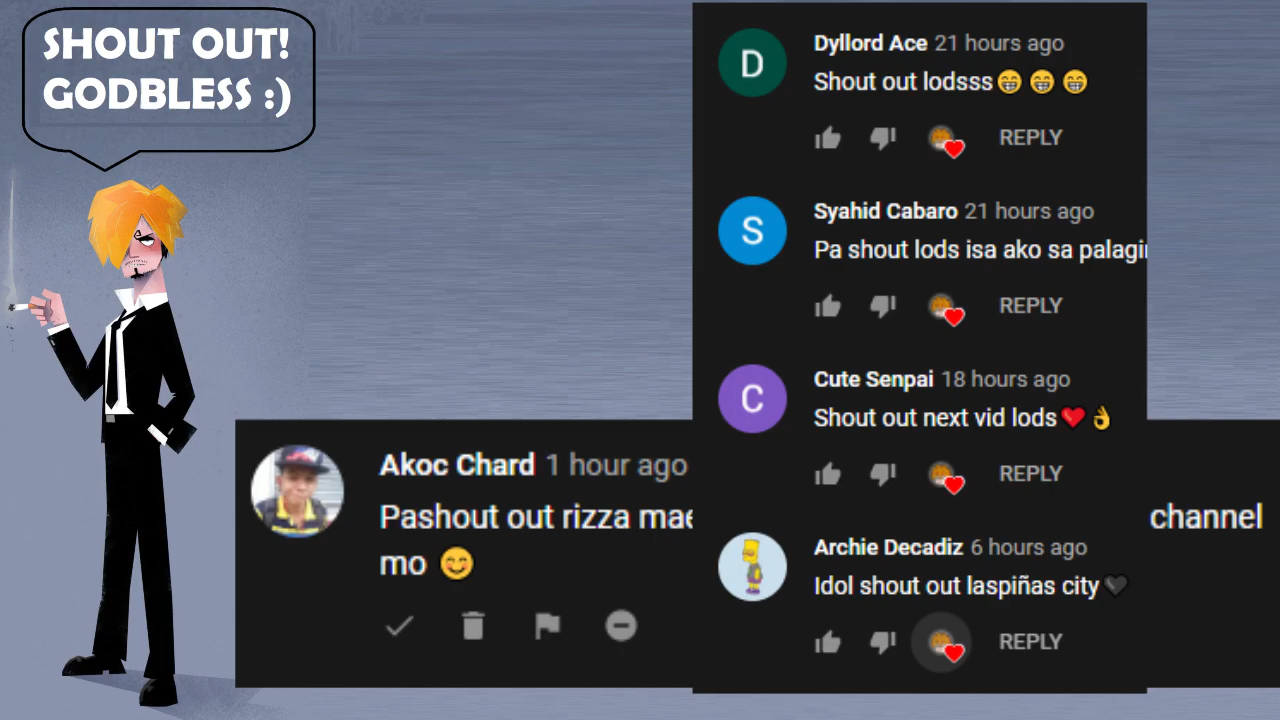 SHOUT OUT!
GODBLESS :)
Dyllord Ace 21 hours ago
Shout out lodsss😁 😁 😁
REPLY
Syahid Cabaro 21 hours ago
Pa shout lods isa ako sa
REPLY
Cute Senpai 18 hours ago
Shout out next vid lods❤️👌
REPLY
Archie Decadiz 6 hours ago
Idol shout out laspiñas city🖤
REPLY
Akoc Chard 1 hour ago
Pashout out rizza channel
mo 😊
D
S
C